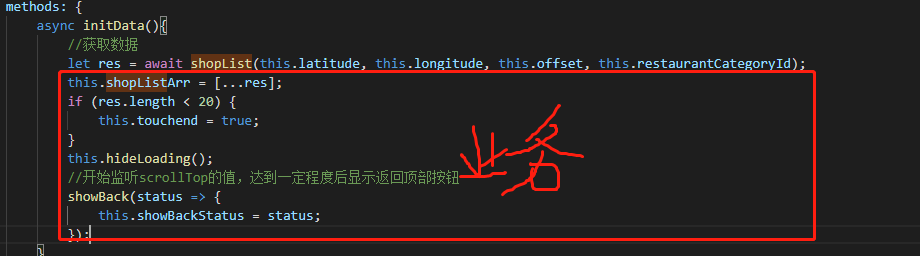 methods: {
async initData(){
//获取数据
let res = await shopList(this.latitude, this.longitude, this.offset, this.restaurantCategoryId);
this.shopListArr = [...res];
if (res.length < 20) {
this.touchend = true;
}
this.hideLoading();
//开始监听scrollTop的值，达到一定程度后显示返回顶部按钮
业务
showBack(status => {
this.showBackStatus = status;
});
}